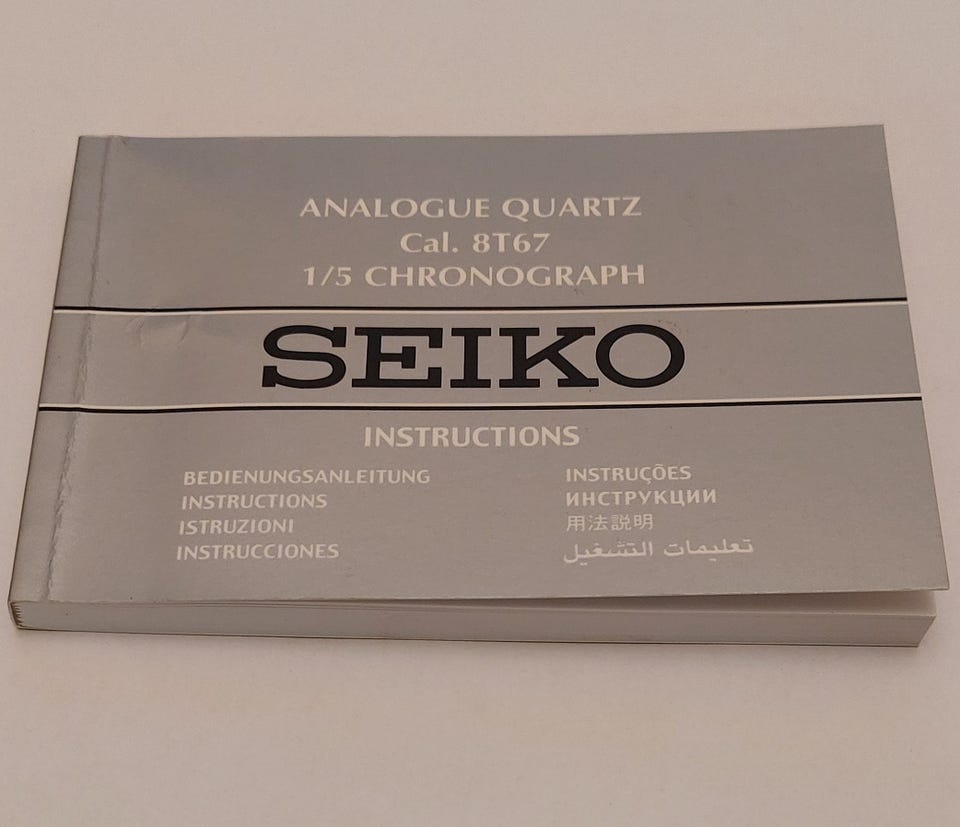 ANALOGUE QUARTZ
Cal. 8T67
1/5 CHRONOGRAPH
SEIKO
INSTRUCTIONS
BEDIENUNGSANLEITUNG
INSTRUCTIONS
ISTRUZIONI
INSTRUCCIONES
INSTRUÇÕES
ИНСТРУКЦИИ
用法説明
تعليمات التشغيل